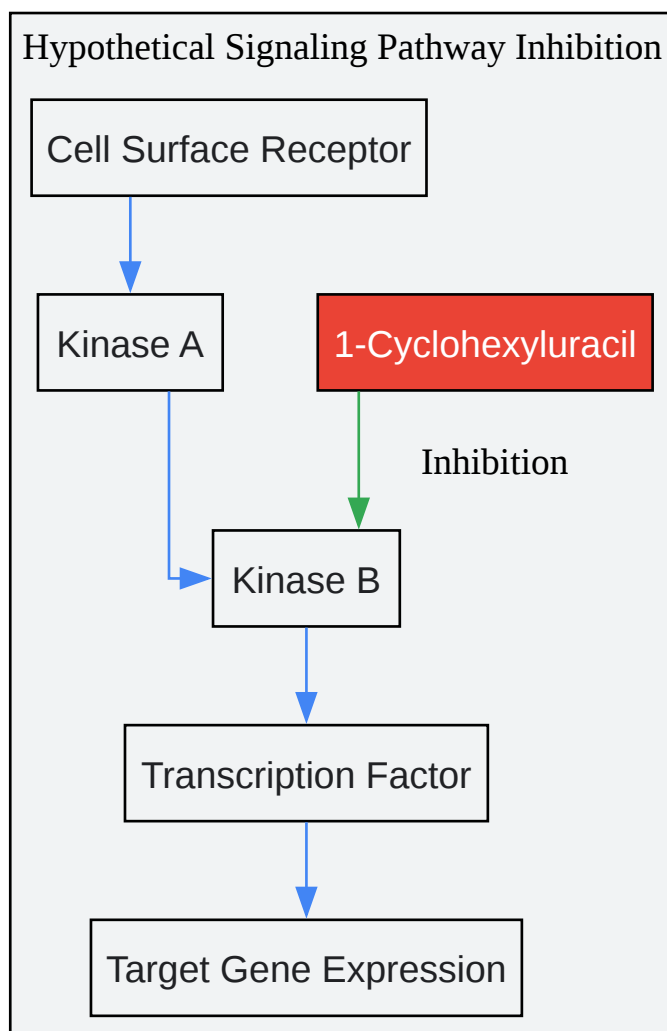 Hypothetical Signaling Pathway Inhibition
Cell Surface Receptor
Kinase A
1-Cyclohexyluracil
Inhibition
Kinase B
Transcription Factor
Target Gene Expression